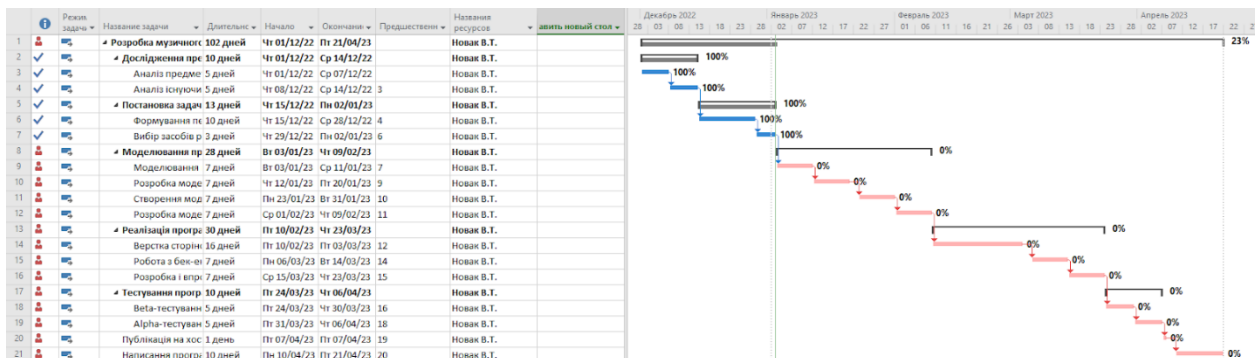 Декабрь 2022 Январь 2023 Февраль 2023 Март 2023 Апрель 2023
Режим задачи Название задачи Длительнс Начало Окончание Предшественн Названия ресурсов авить новый стол
28 03 08 13 18 23 28 02 07 12 17 22 27 01 06 11 16 21 26 03 08 13 18 23 28 02 07 12 17 22 27
1 Розробка музичного 102 дней Чт 01/12/22 Пт 21/04/23 Новак В.Т. 23%
2 Дослідження пре 10 дней Чт 01/12/22 Ср 14/12/22 Новак В.Т. 100%
3 Аналіз предме 5 дней Чт 01/12/22 Ср 07/12/22 Новак В.Т. 100%
4 Аналіз існуючи 5 дней Чт 08/12/22 Ср 14/12/22 3 Новак В.Т. 100%
5 Постановка задач 13 дней Чт 15/12/22 Пн 02/01/23 Новак В.Т. 100%
6 Формування пе 10 дней Чт 15/12/22 Ср 28/12/22 4 Новак В.Т. 100%
7 Вибір засобів р 3 дней Чт 29/12/22 Пн 02/01/23 6 Новак В.Т. 100%
8 Моделювання пр 28 дней Вт 03/01/23 Чт 09/02/23 Новак В.Т. 0%
9 Моделювання 7 дней Вт 03/01/23 Ср 11/01/23 7 Новак В.Т. 0%
10 Розробка моде 7 дней Чт 12/01/23 Пт 20/01/23 9 Новак В.Т. 0%
11 Створення мод 7 дней Пн 23/01/23 Вт 31/01/23 10 Новак В.Т. 0%
12 Розробка моде 7 дней Ср 01/02/23 Чт 09/02/23 11 Новак В.Т. 0%
13 Реалізація програ 30 дней Пт 10/02/23 Чт 23/03/23 Новак В.Т. 0%
14 Верстка сторінс 16 дней Пт 10/02/23 Пт 03/03/23 12 Новак В.Т. 0%
15 Робота з бек-ен 7 дней Пн 06/03/23 Вт 14/03/23 14 Новак В.Т. 0%
16 Розробка і впро 7 дней Ср 15/03/23 Чт 23/03/23 15 Новак В.Т. 0%
17 Тестування прогр 10 дней Пт 24/03/23 Чт 06/04/23 Новак В.Т. 0%
18 Beta-тестуванн 5 дней Пт 24/03/23 Чт 30/03/23 16 Новак В.Т. 0%
19 Alpha-тестуван 5 дней Пт 31/03/23 Чт 06/04/23 18 Новак В.Т. 0%
20 Публікація на хос 1 день Пт 07/04/23 Пт 07/04/23 19 Новак В.Т. 0%
21 Написання програ 10 дней Пн 10/04/23 Пт 21/04/23 20 Новак В.Т. 0%